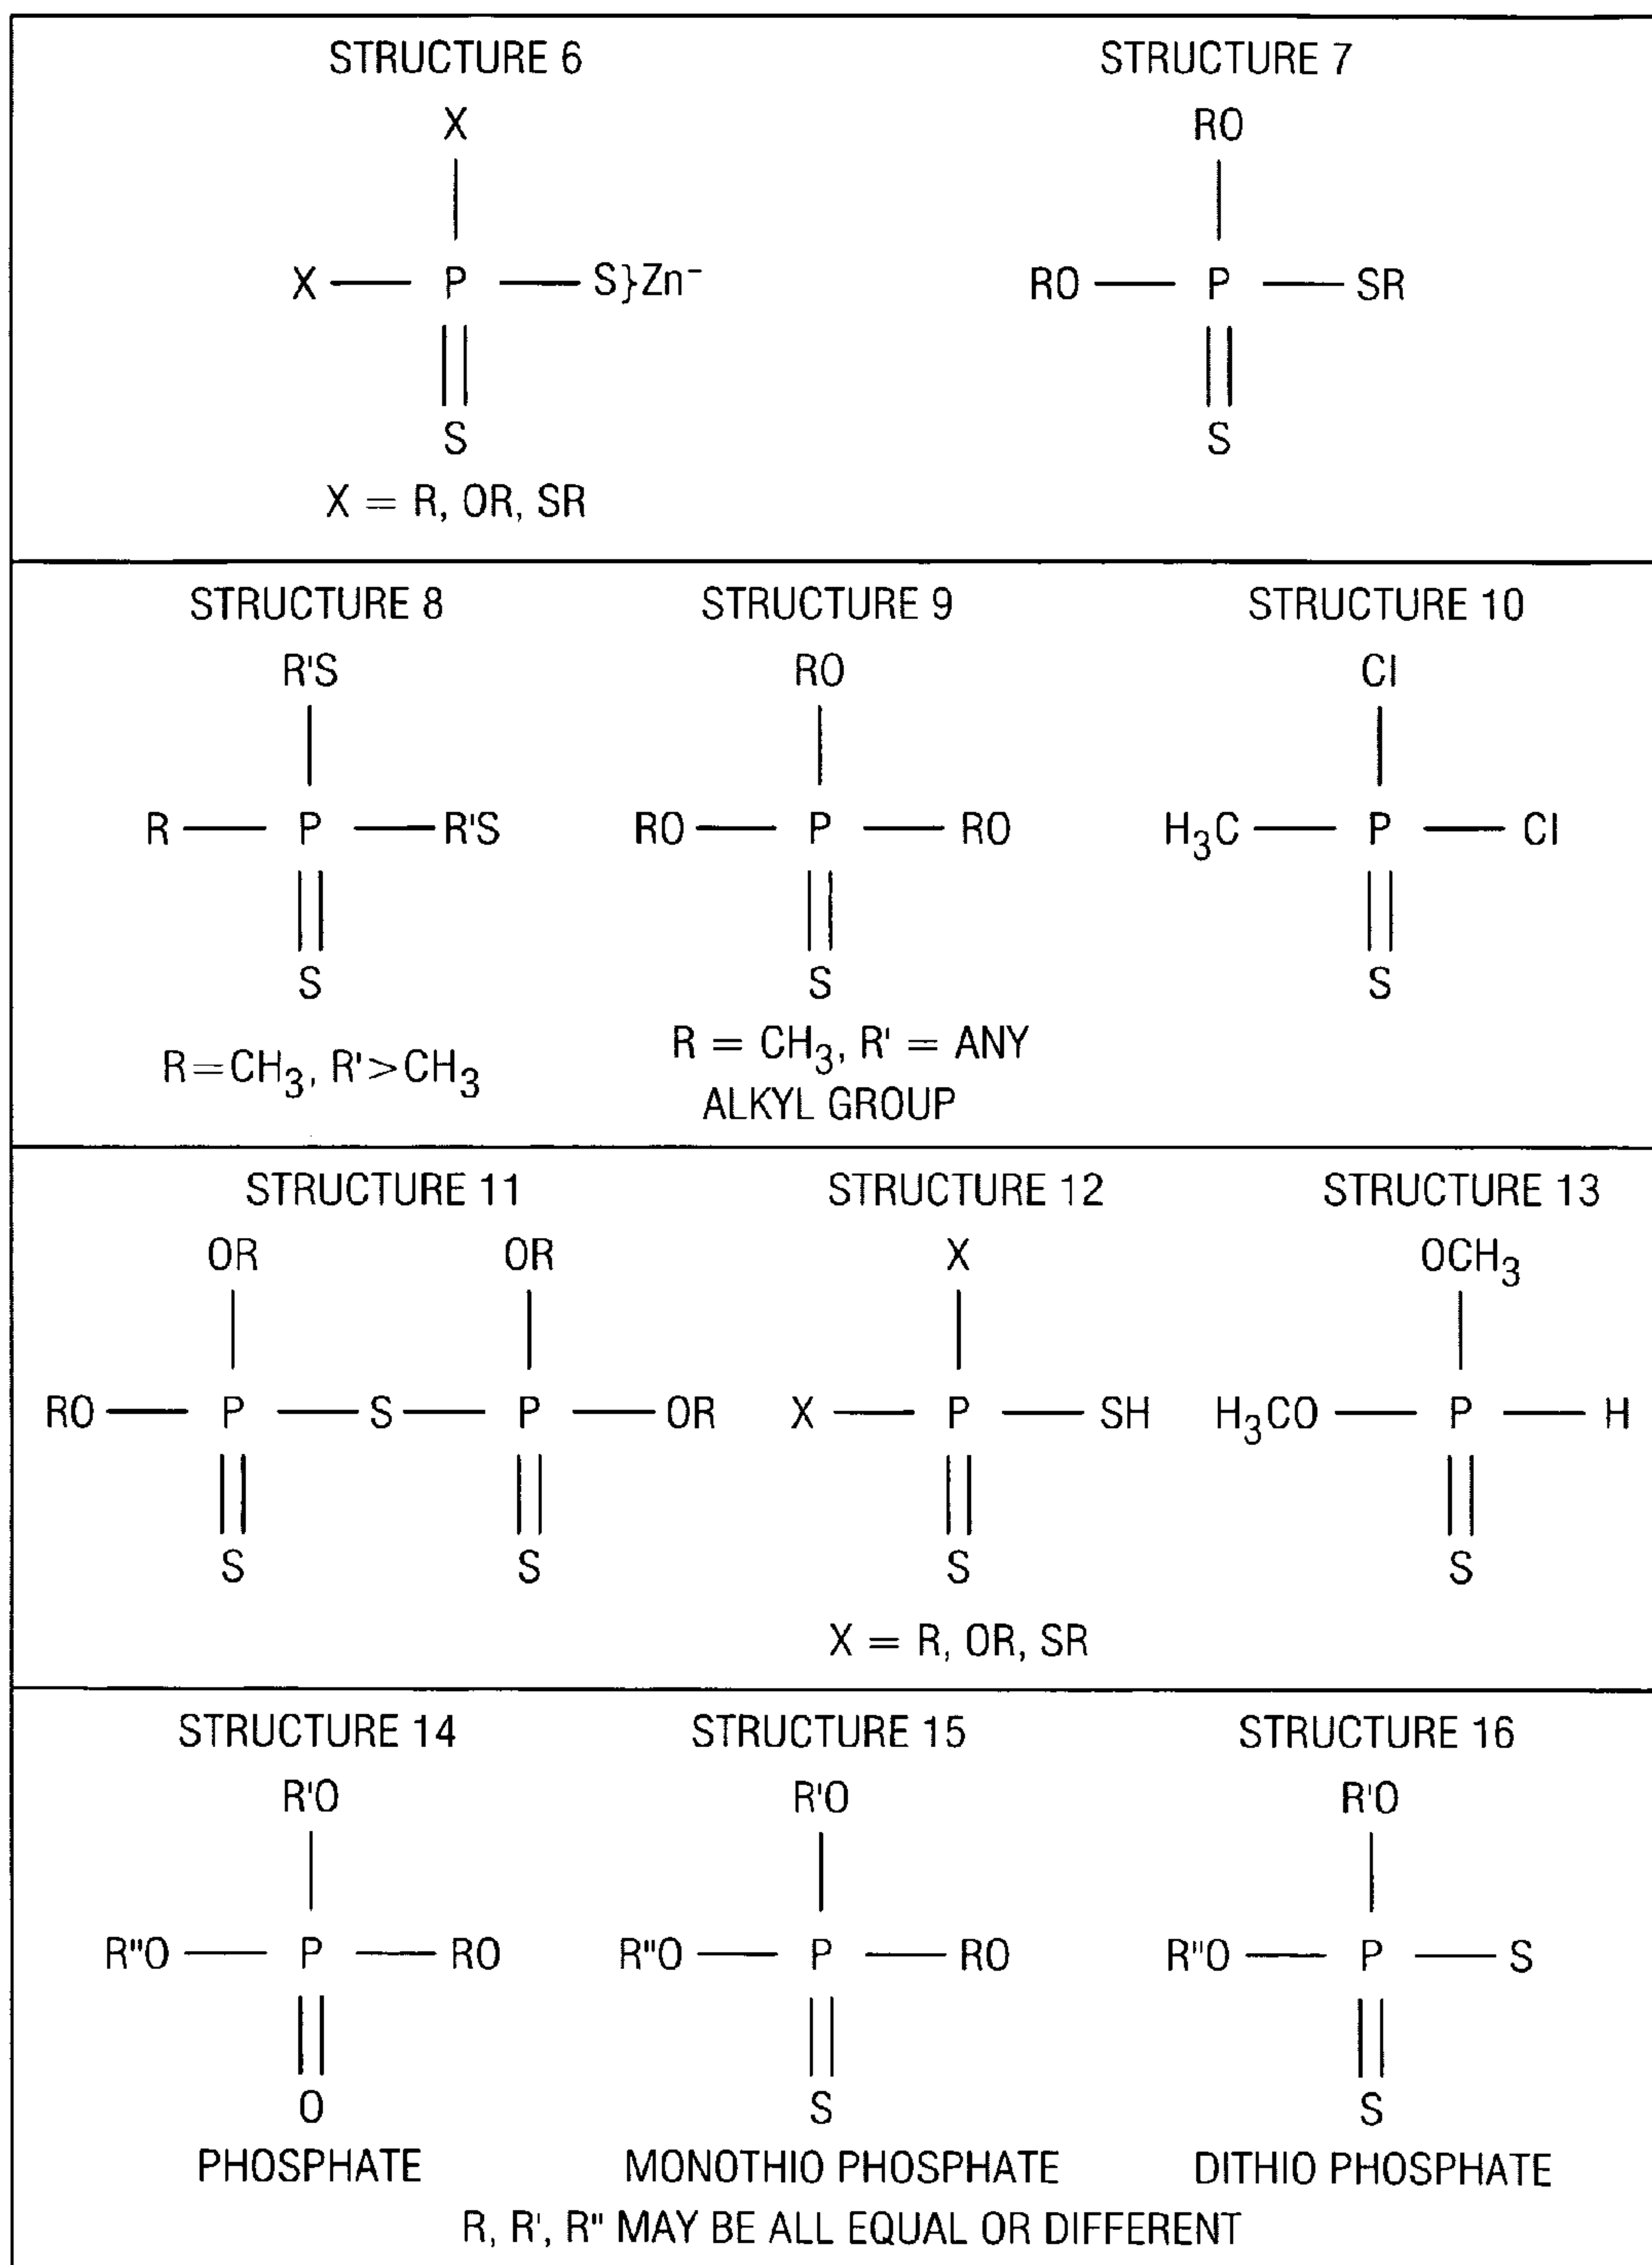 STRUCTURE 6
X
X — P — S}Zn⁻
S
X = R, OR, SR
STRUCTURE 7
RO
RO — P — SR
S
STRUCTURE 8
R'S
R — P — R'S
S
R=CH₃, R'>CH₃
STRUCTURE 9
RO
RO — P — RO
S
R = CH₃, R' = ANY
ALKYL GROUP
STRUCTURE 10
Cl
H₃C — P — Cl
S
STRUCTURE 11
OR OR
RO — P — S — P — OR
S S
STRUCTURE 12
X
X — P — SH
S
X = R, OR, SR
STRUCTURE 13
OCH₃
H₃CO — P — H
S
STRUCTURE 14
R'O
R"O — P — RO
O
PHOSPHATE
STRUCTURE 15
R'O
R"O — P — RO
S
MONOTHIO PHOSPHATE
STRUCTURE 16
R'O
R"O — P — S
S
DITHIO PHOSPHATE
R, R', R" MAY BE ALL EQUAL OR DIFFERENT